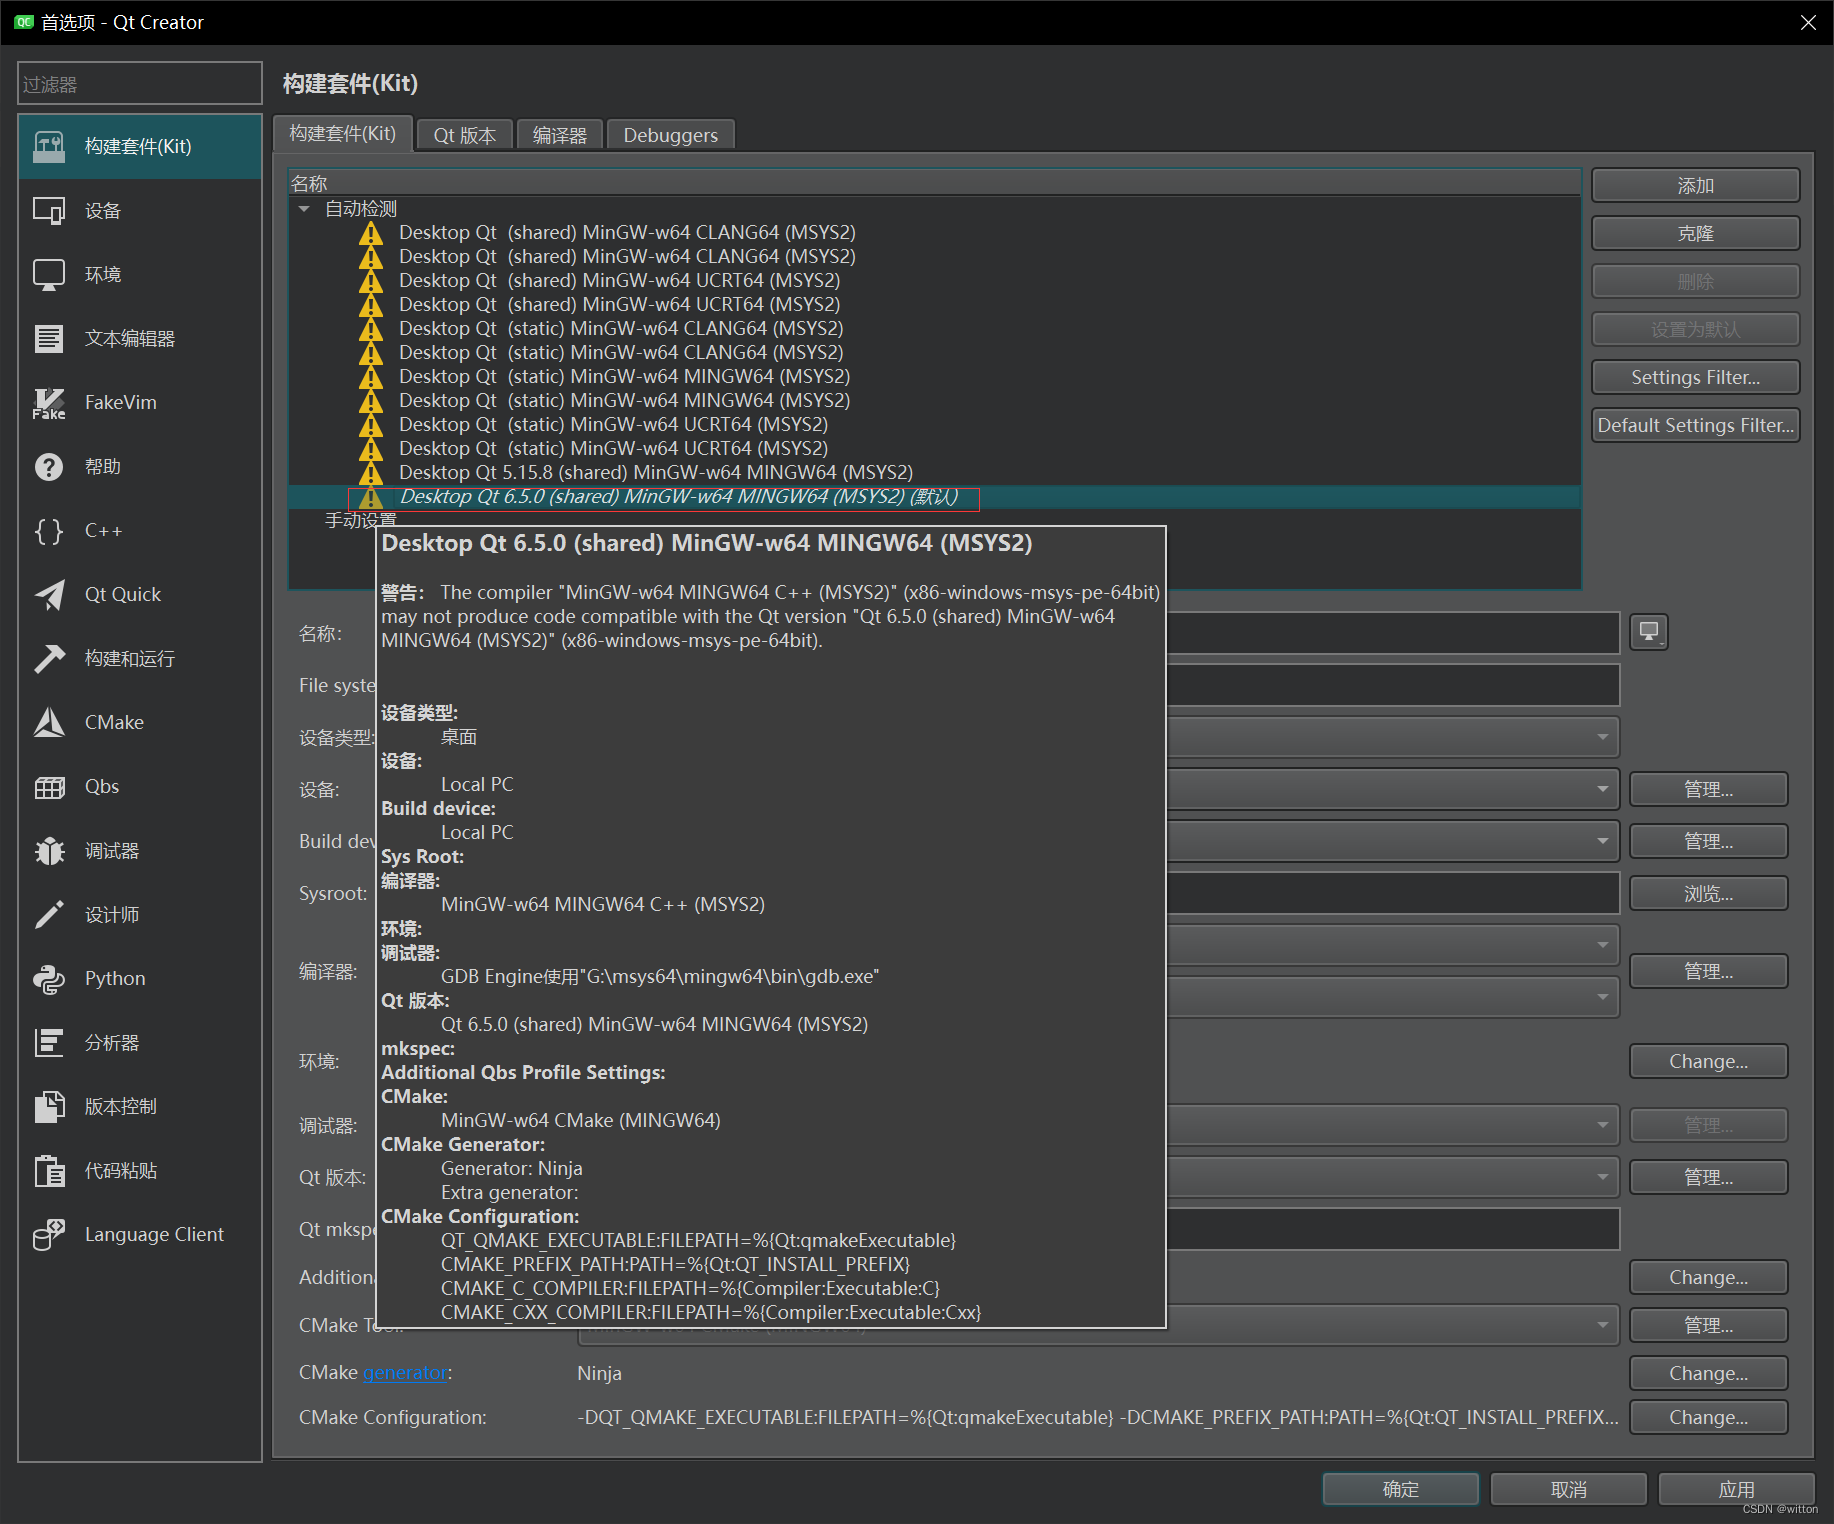 首选项 - Qt Creator
过滤器
构建套件(Kit)
设备
环境
文本编辑器
FakeVim
帮助
C++
Qt Quick
构建和运行
CMake
Qbs
调试器
设计师
Python
分析器
版本控制
代码粘贴
Language Client
构建套件(Kit)
构建套件(Kit)
Qt 版本
编译器
Debuggers
名称
自动检测
Desktop Qt (shared) MinGW-w64 CLANG64 (MSYS2)
Desktop Qt (shared) MinGW-w64 CLANG64 (MSYS2)
Desktop Qt (shared) MinGW-w64 UCRT64 (MSYS2)
Desktop Qt (shared) MinGW-w64 UCRT64 (MSYS2)
Desktop Qt (static) MinGW-w64 CLANG64 (MSYS2)
Desktop Qt (static) MinGW-w64 CLANG64 (MSYS2)
Desktop Qt (static) MinGW-w64 MINGW64 (MSYS2)
Desktop Qt (static) MinGW-w64 MINGW64 (MSYS2)
Desktop Qt (static) MinGW-w64 UCRT64 (MSYS2)
Desktop Qt (static) MinGW-w64 UCRT64 (MSYS2)
Desktop Qt 5.15.8 (shared) MinGW-w64 MINGW64 (MSYS2)
Desktop Qt 6.5.0 (shared) MinGW-w64 MINGW64 (MSYS2) (默认)
手动设置
添加
克隆
删除
设置为默认
Settings Filter...
Default Settings Filter...
Desktop Qt 6.5.0 (shared) MinGW-w64 MINGW64 (MSYS2)
警告： The compiler "MinGW-w64 MINGW64 C++ (MSYS2)" (x86-windows-msys-pe-64bit)
may not produce code compatible with the Qt version "Qt 6.5.0 (shared) MinGW-w64
MINGW64 (MSYS2)" (x86-windows-msys-pe-64bit).
设备类型:
桌面
设备:
Local PC
Build device:
Local PC
Sys Root:
编译器:
MinGW-w64 MINGW64 C++ (MSYS2)
环境:
调试器:
GDB Engine使用"G:\msys64\mingw64\bin\gdb.exe"
Qt 版本:
Qt 6.5.0 (shared) MinGW-w64 MINGW64 (MSYS2)
mkspec:
Additional Qbs Profile Settings:
CMake:
MinGW-w64 CMake (MINGW64)
CMake Generator:
Generator: Ninja
Extra generator:
CMake Configuration:
QT_QMAKE_EXECUTABLE:FILEPATH=%{Qt:qmakeExecutable}
CMAKE_PREFIX_PATH:PATH=%{Qt:QT_INSTALL_PREFIX}
CMAKE_C_COMPILER:FILEPATH=%{Compiler:Executable:C}
CMAKE_CXX_COMPILER:FILEPATH=%{Compiler:Executable:Cxx}
名称:
File syste
设备类型:
设备:
管理...
Build dev
管理...
Sysroot:
浏览...
编译器:
管理...
环境:
Change...
调试器:
管理...
Qt 版本:
管理...
Qt mkspe
Additiona
Change...
CMake Tool:
管理...
CMake generator:
Ninja
Change...
CMake Configuration:
-DQT_QMAKE_EXECUTABLE:FILEPATH=%{Qt:qmakeExecutable} -DCMAKE_PREFIX_PATH:PATH=%{Qt:QT_INSTALL_PREFIX...
Change...
确定
取消
应用
CSDN @witton